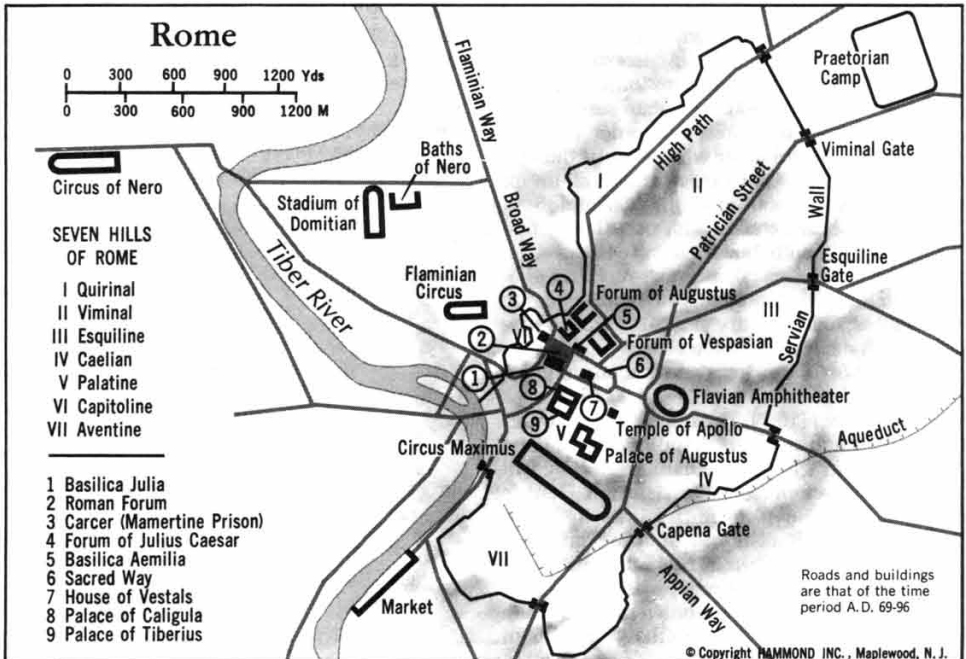 Rome
0 300 600 900 1200 Yds
0 300 600 900 1200 M
Circus of Nero
SEVEN HILLS
OF ROME
I Quirinal
II Viminal
III Esquiline
IV Caelian
V Palatine
VI Capitoline
VII Aventine
1 Basilica Julia
2 Roman Forum
3 Carcer (Mamertine Prison)
4 Forum of Julius Caesar
5 Basilica Aemilia
6 Sacred Way
7 House of Vestals
8 Palace of Caligula
9 Palace of Tiberius
Flaminian Way
Broad Way
Baths
of Nero
Stadium of
Domitian
Tiber River
Flaminian
Circus
High Path
Patrician Street
Praetorian
Camp
Viminal Gate
Servian
Wall
Esquiline
Gate
I
II
III
3
4
Forum of Augustus
5
2
Forum of Vespasian
6
1
8
7
Flavian Amphitheater
9
Temple of Apollo
V
Palace of Augustus
Circus Maximus
IV
Aqueduct
Capena Gate
VII
Appian Way
Market
Roads and buildings
are that of the time
period A.D. 69-96
© Copyright HAMMOND INC., Maplewood, N. J.